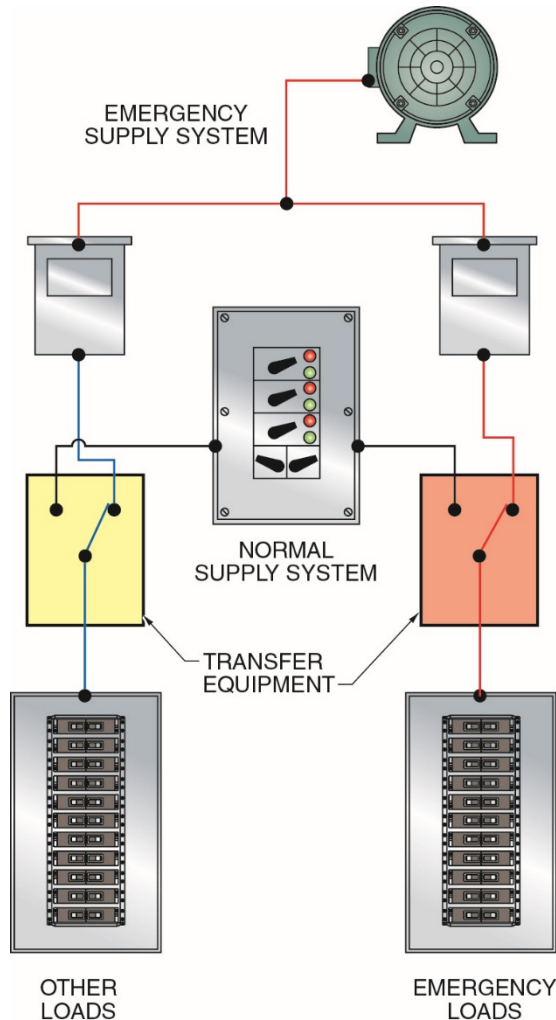 EMERGENCY
SUPPLY SYSTEM
NORMAL
SUPPLY SYSTEM
TRANSFER
EQUIPMENT
OTHER
LOADS
EMERGENCY
LOADS